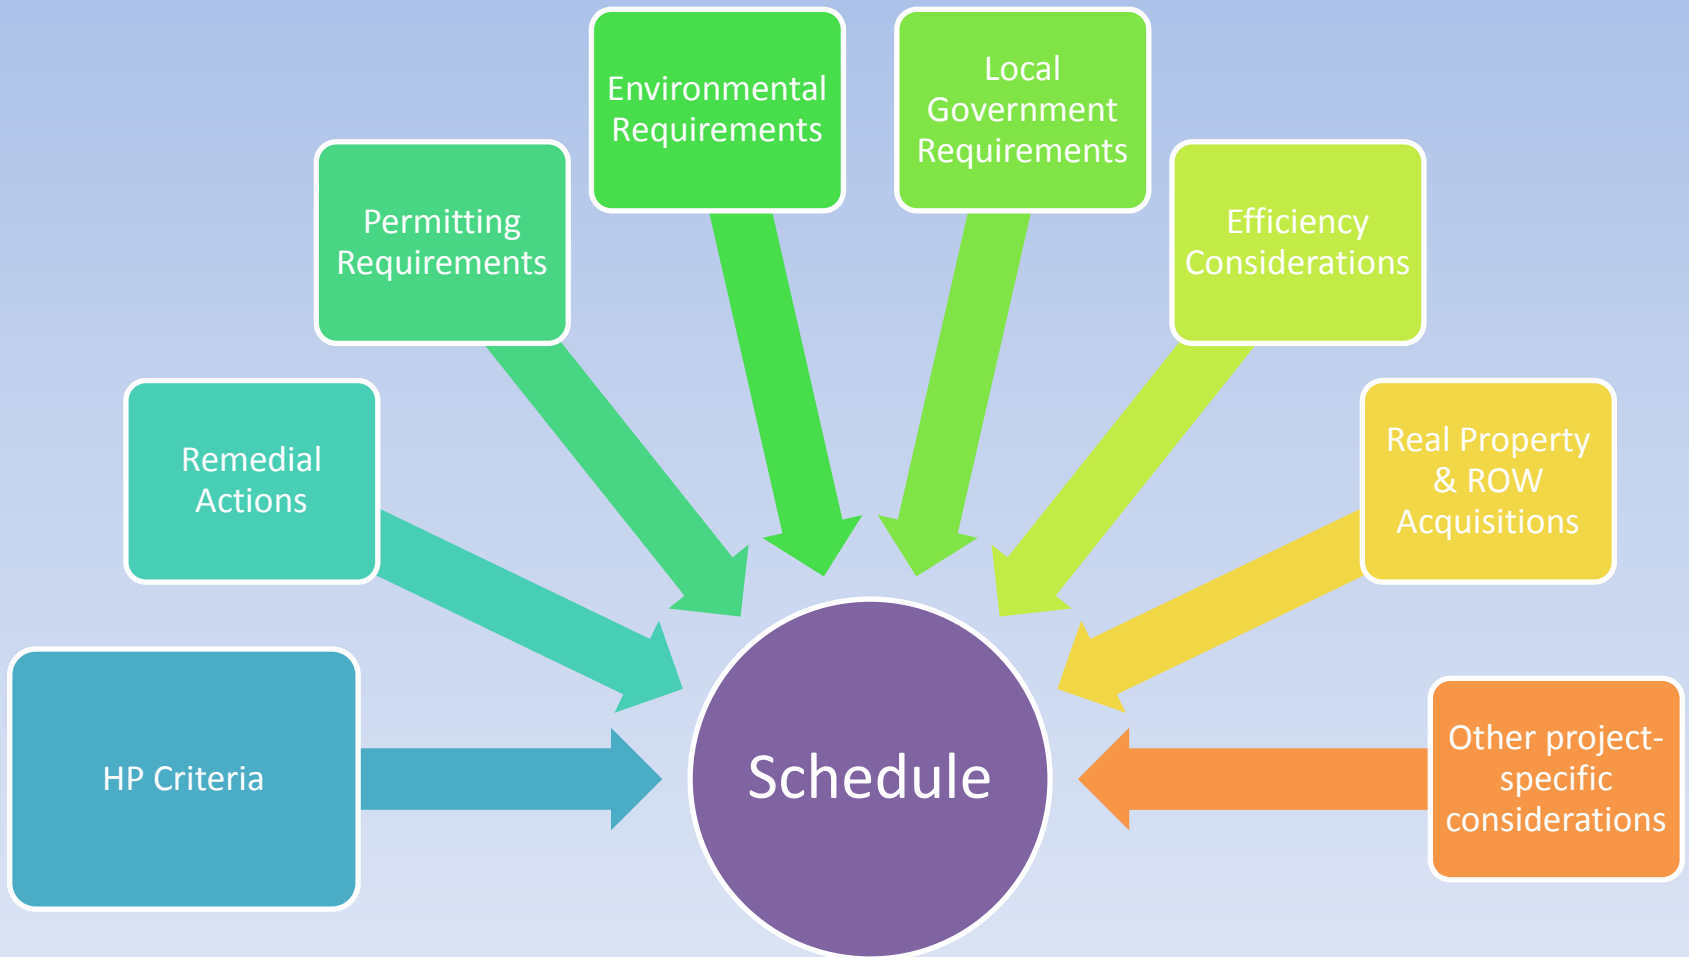 Environmental
Requirements
Local
Government
Requirements
Permitting
Requirements
Efficiency
Considerations
Remedial
Actions
Real Property
& ROW
Acquisitions
HP Criteria
Schedule
Other project-
specific
considerations